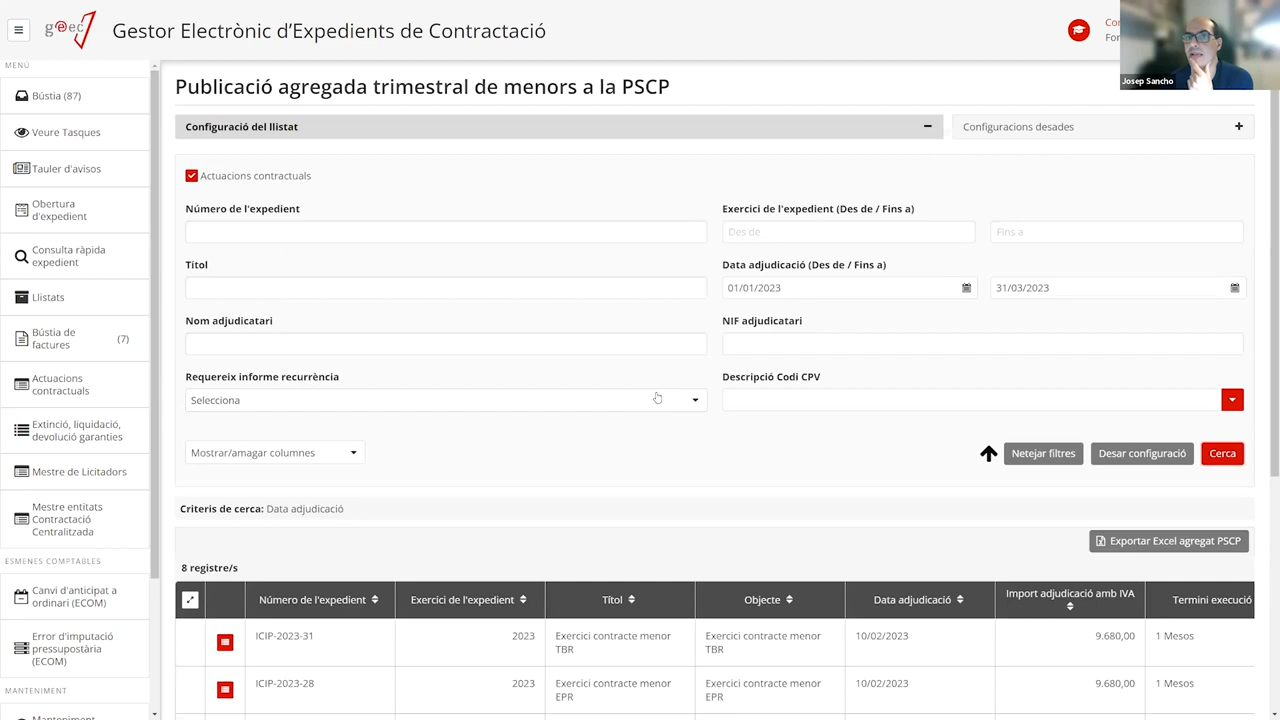 geec
Gestor Electrònic d'Expedients de Contractació
Con
For
Josep Sancho
MENÚ
Bústia (87)
Veure Tasques
Tauler d'avisos
Obertura
d'expedient
Consulta ràpida
expedient
Llistats
Bústia de
factures
(7)
Actuacions
contractuals
Extinció, liquidació,
devolució garanties
Mestre de Licitadors
Mestre entitats
Contractació
Centralitzada
ESMENES COMPTABLES
Canvi d'anticipat a
ordinari (ECOM)
Error d'imputació
pressupostària
(ECOM)
MANTENIMENT
Manteniment
Publicació agregada trimestral de menors a la PSCP
Configuració del llistat
Configuracions desades
Actuacions contractuals
Número de l'expedient
Exercici de l'expedient (Des de / Fins a)
Des de
Fins a
Títol
Data adjudicació (Des de / Fins a)
01/01/2023
31/03/2023
Nom adjudicatari
NIF adjudicatari
Requereix informe recurrència
Descripció Codi CPV
Selecciona
Mostrar/amagar columnes
Netejar filtres
Desar configuració
Cerca
Criteris de cerca: Data adjudicació
Exportar Excel agregat PSCP
8 registre/s
Número de l'expedient
Exercici de l'expedient
Títol
Objecte
Data adjudicació
Import adjudicació amb IVA
Termini execució
ICIP-2023-31
2023
Exercici contracte menor
TBR
Exercici contracte menor
TBR
10/02/2023
9.680,00
1 Mesos
ICIP-2023-28
2023
Exercici contracte menor
EPR
Exercici contracte menor
EPR
10/02/2023
9.680,00
1 Mesos